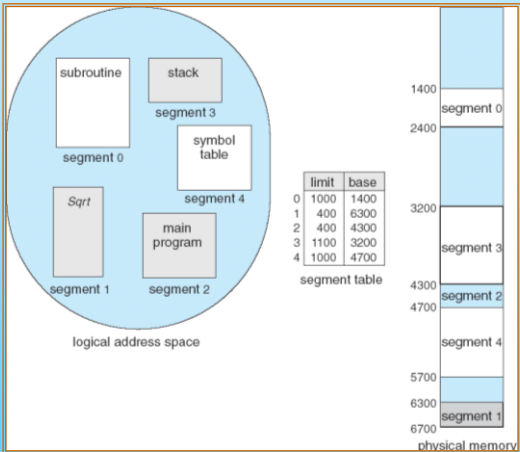 subroutine
segment 0
stack
segment 3
symbol
table
segment 4
Sqrt
segment 1
main
program
segment 2
logical address space
limit base
0 1000 1400
1 400 6300
2 400 4300
3 1100 3200
4 1000 4700
segment table
1400
segment 0
2400
3200
segment 3
4300
segment 2
4700
segment 4
5700
6300
segment 1
6700
physical memory